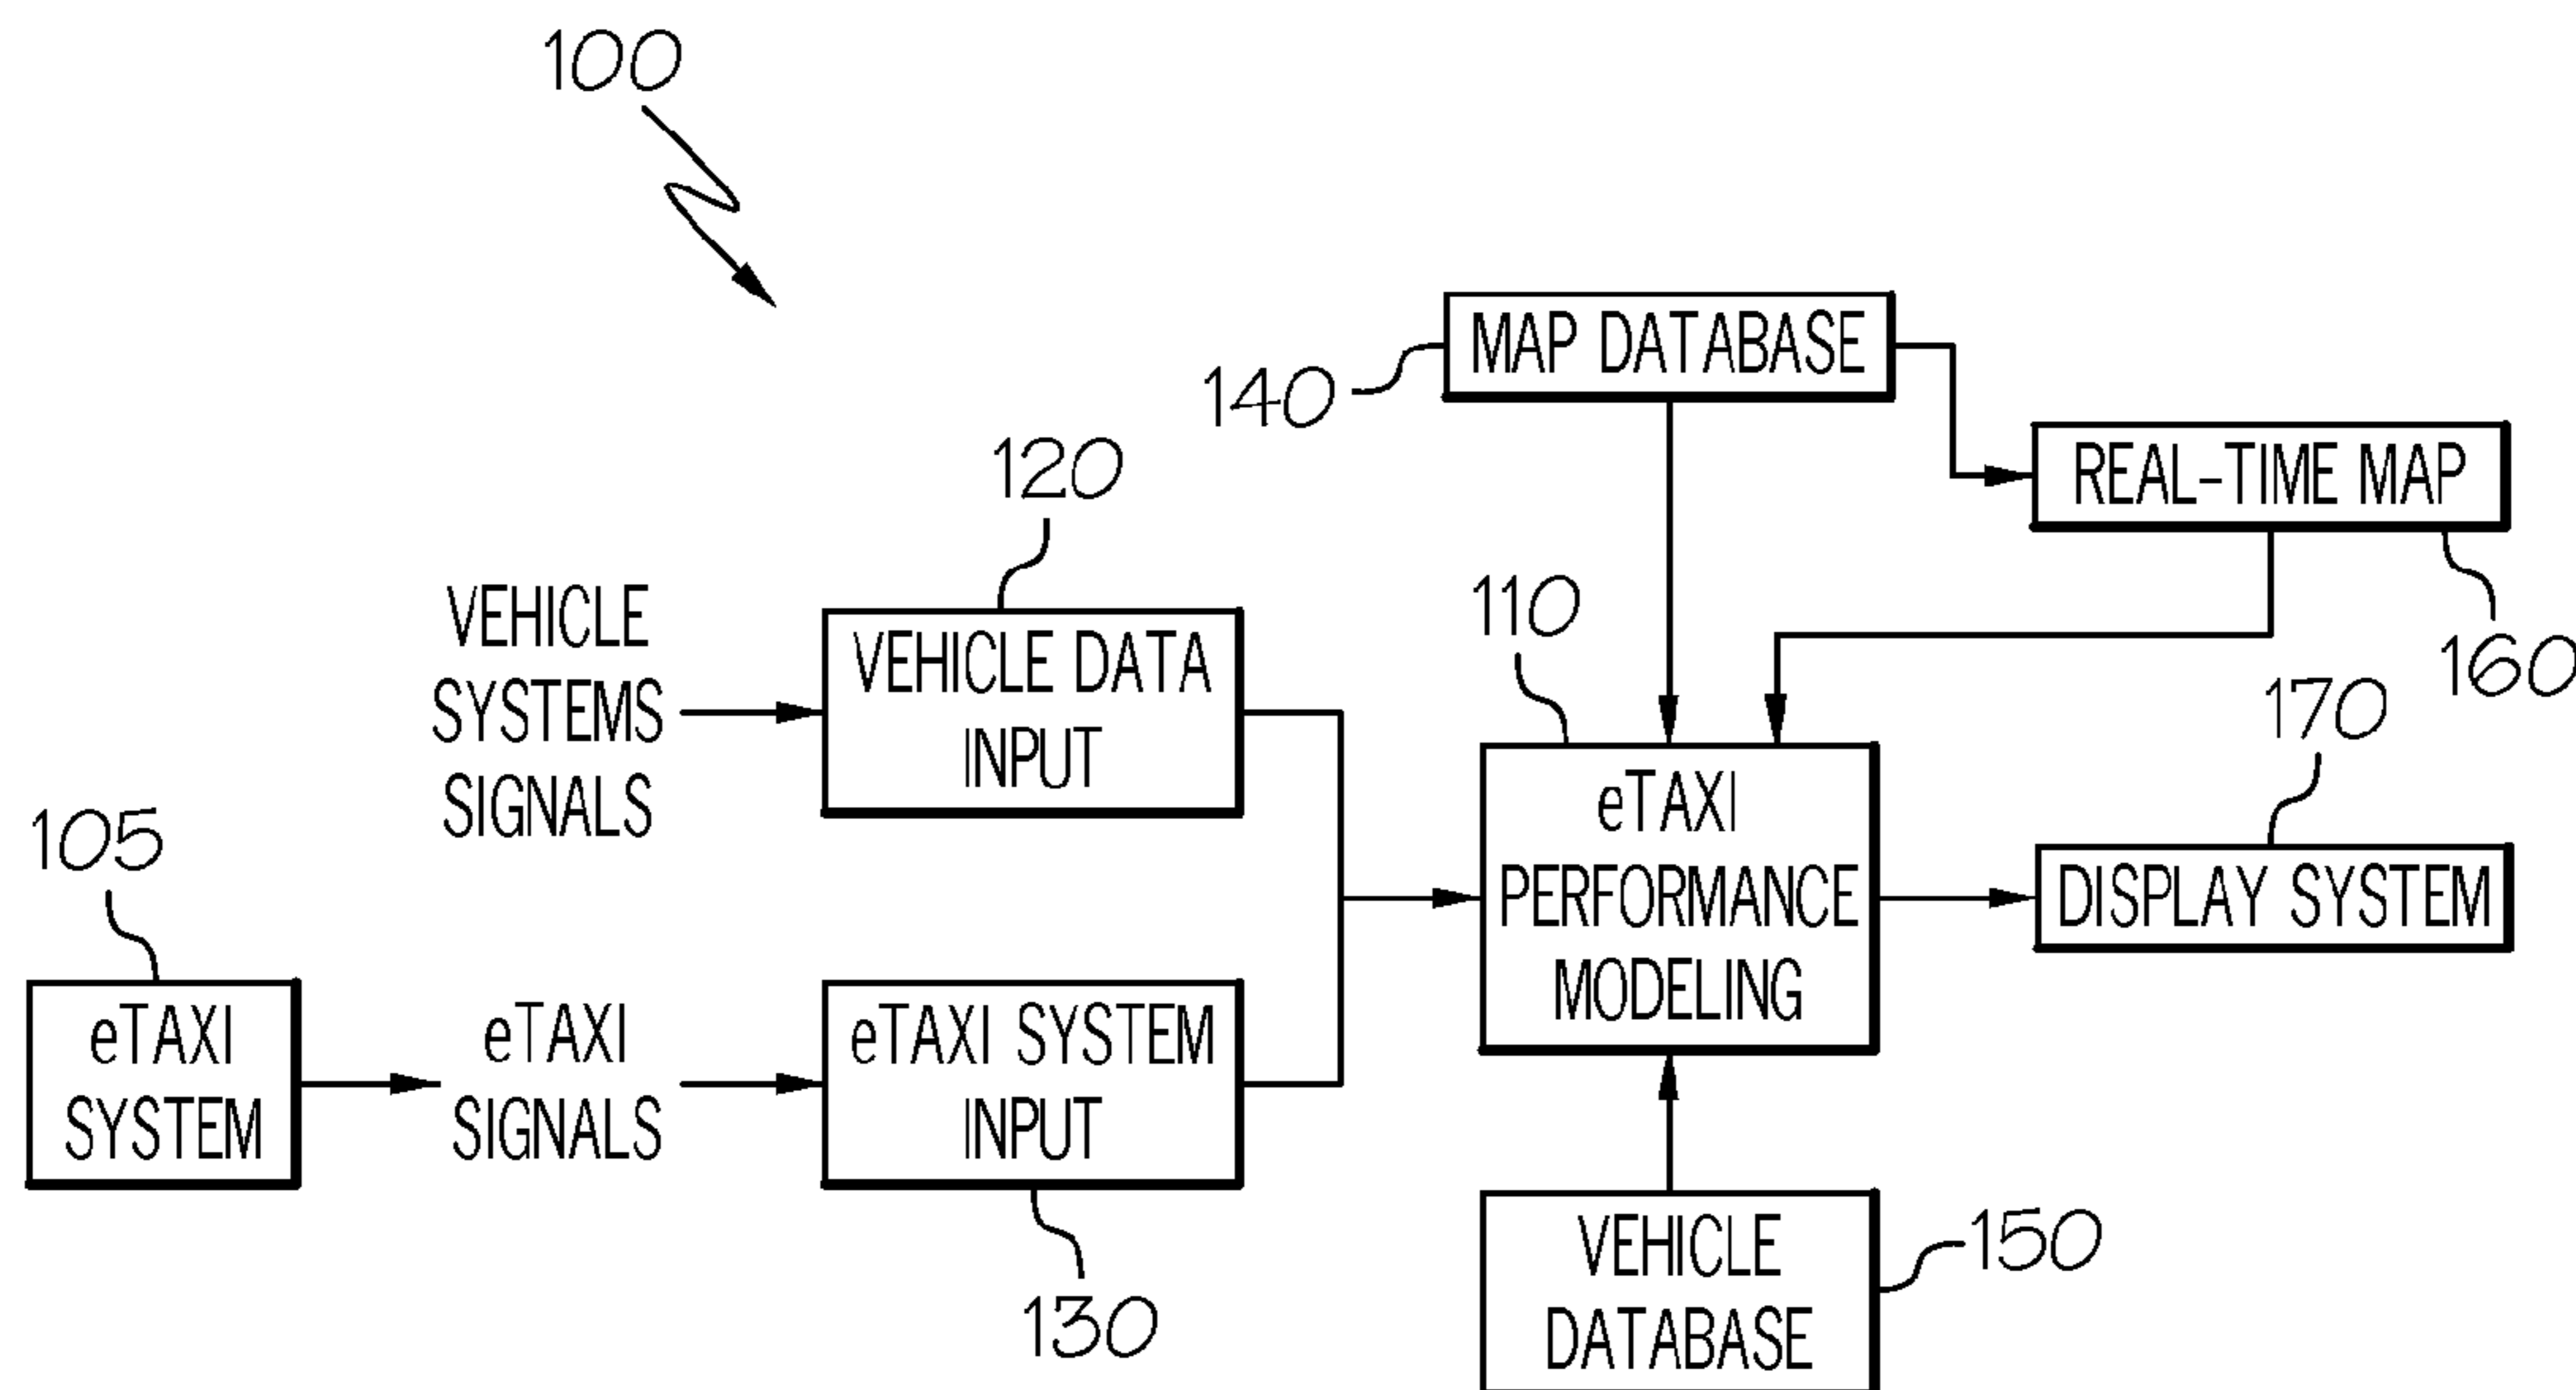 100
MAP DATABASE
140
REAL-TIME MAP
160
120
VEHICLE
SYSTEMS
SIGNALS
VEHICLE DATA
INPUT
110
eTAXI
PERFORMANCE
MODELING
170
DISPLAY SYSTEM
105
eTAXI
SYSTEM
eTAXI
SIGNALS
eTAXI SYSTEM
INPUT
130
VEHICLE
DATABASE
150